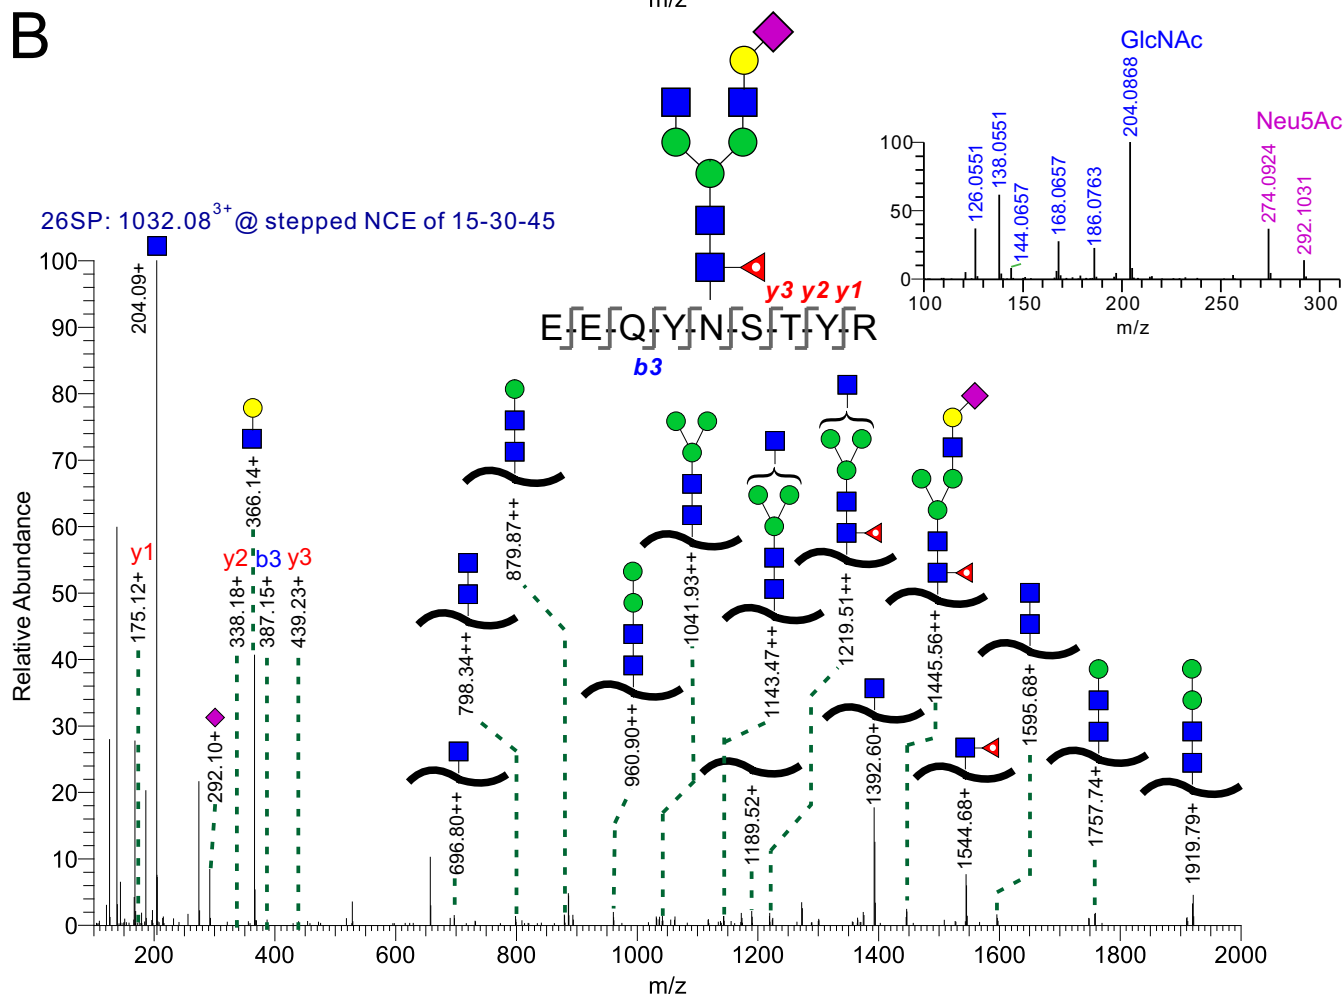 m/z
B
26SP: 1032.08³⁺ @ stepped NCE of 15-30-45
GlcNAc
Neu5Ac
126.0551
138.0551
144.0657
168.0657
186.0763
204.0868
274.0924
292.1031
100
50
0
100 150 200 250 300
m/z
y3 y2 y1
EEQYNSTYR
b3
Relative Abundance
100
90
80
70
60
50
40
30
20
10
0
204.09+
366.14+
y1
y2
b3
y3
175.12+
338.18+
387.15+
439.23+
292.10+
696.80++
798.34++
879.87++
960.90++
1041.93++
1143.47++
1189.52+
1219.51++
1392.60+
1445.56++
1544.68+
1595.68+
1757.74+
1919.79+
200 400 600 800 1000 1200 1400 1600 1800 2000
m/z